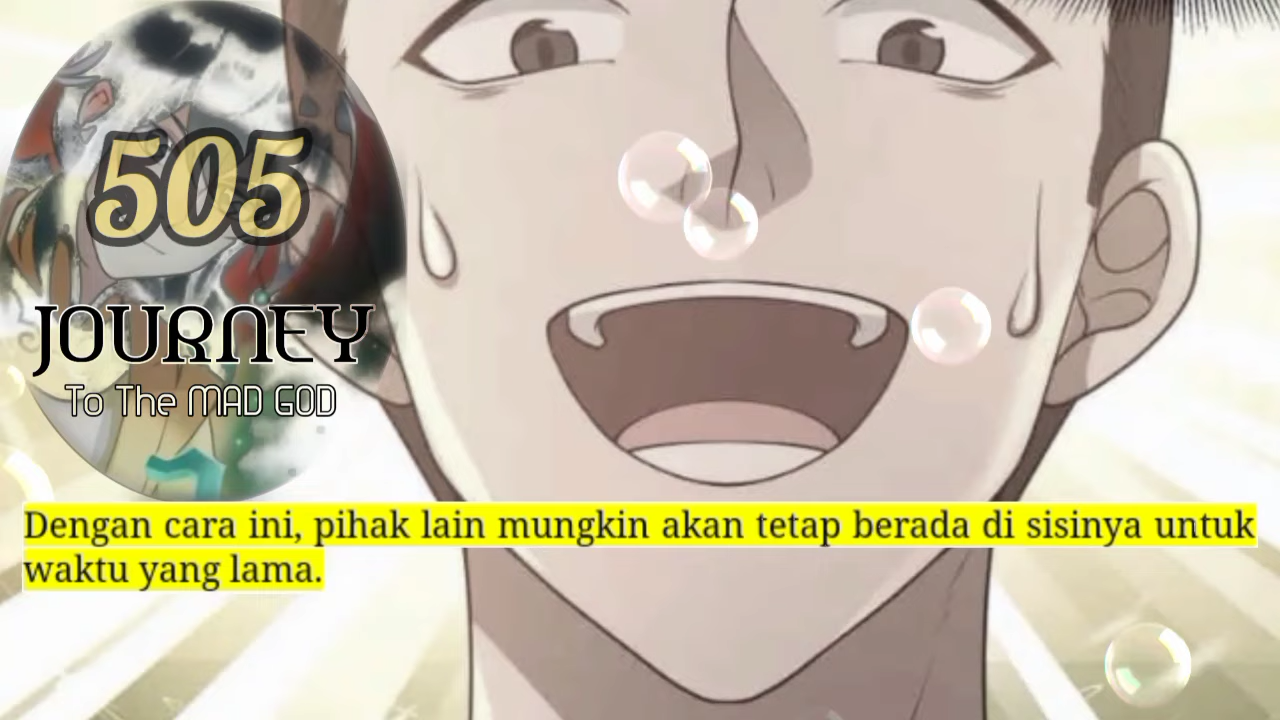 505
JOURNEY
To The MAD GOD
Dengan cara ini, pihak lain mungkin akan tetap berada di sisinya untuk
waktu yang lama.